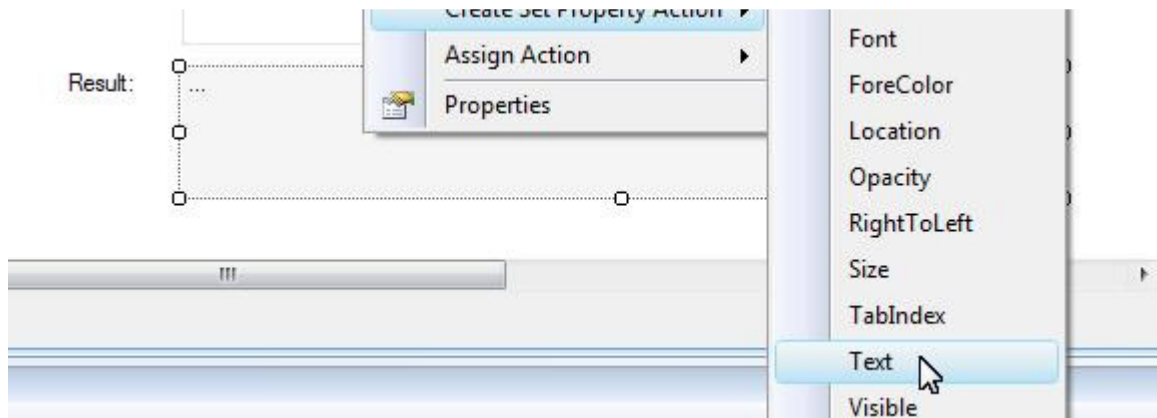 Create Set Property Action
Assign Action
Properties
Result:
...
Font
ForeColor
Location
Opacity
RightToLeft
Size
TabIndex
Text
Visible